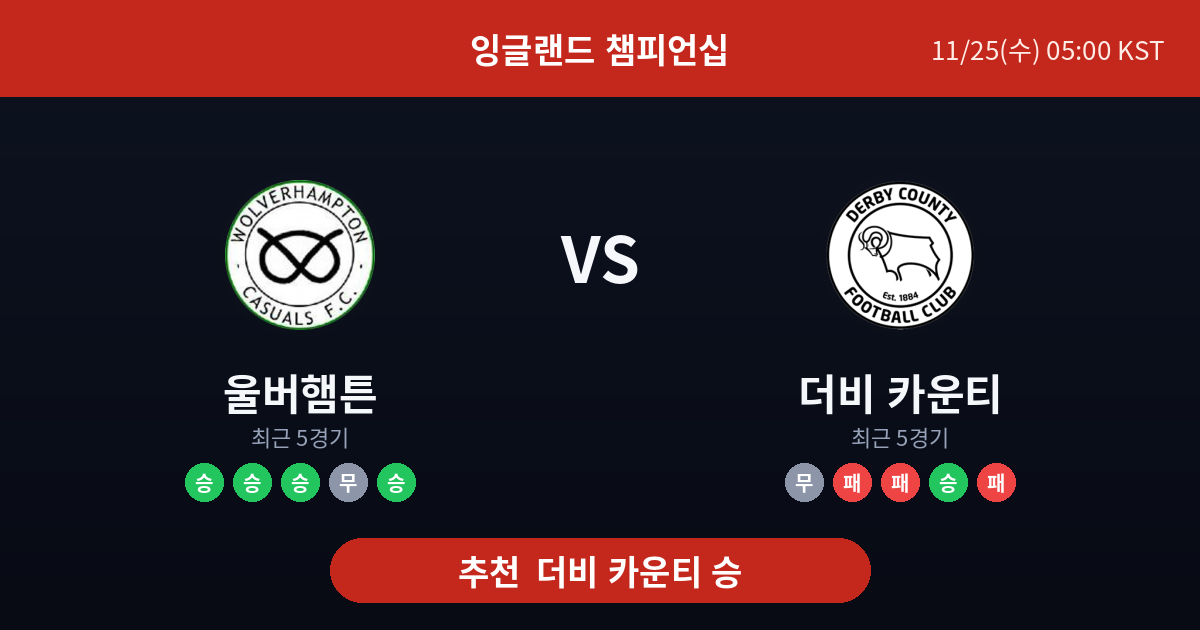 잉글랜드 챔피언십
11/25(수) 05:00 KST
WOLVERHAMPTON
CASUALS F.C.
VS
DERBY COUNTY
Est. 1884
FOOTBALL CLUB
울버햄튼
더비 카운티
최근 5경기
최근 5경기
승 승 승 무 승
무 패 패 승 패
추천 더비 카운티 승